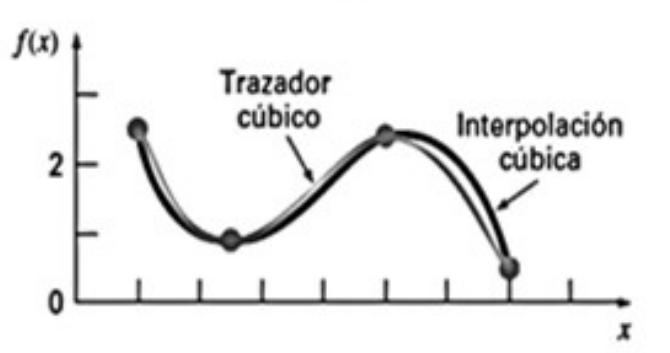 f(x)
Trazador
cúbico
Interpolación
cúbica
2
0
x